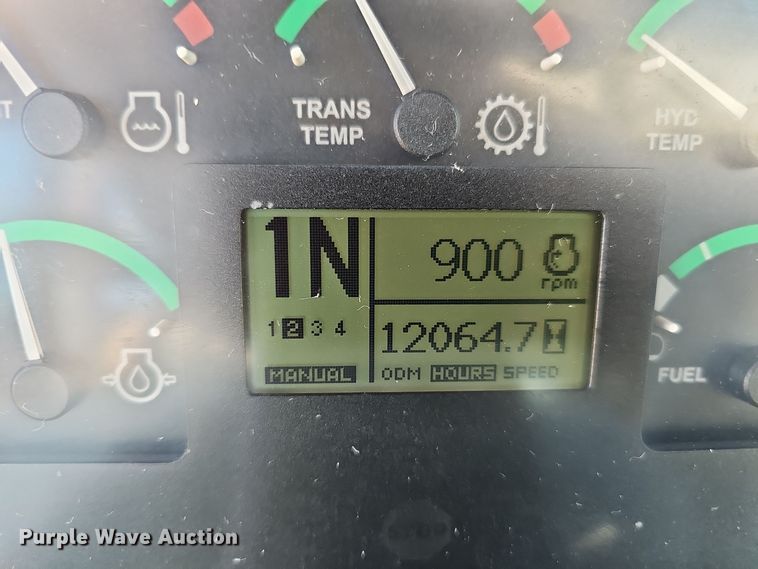 TRANS
TEMP
HYD
TEMP
1N
900
rpm
1 2 3 4
12064.7
MANUAL
ODM HOURS SPEED
FUEL
Purple Wave Auction